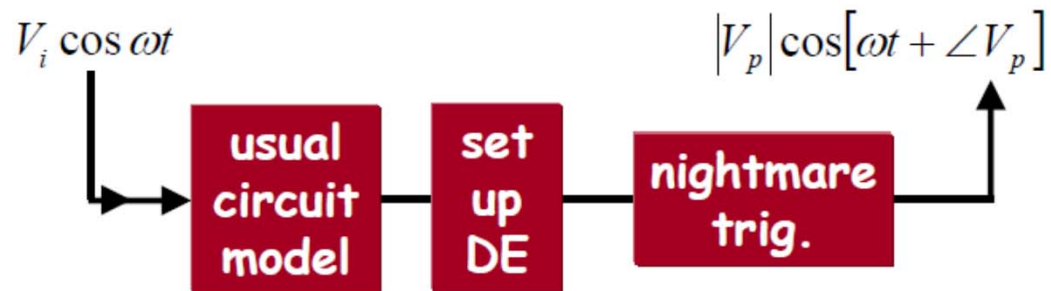 V_i cos ωt
|V_p| cos[ωt + ∠V_p]
usual
circuit
model
set
up
DE
nightmare
trig.